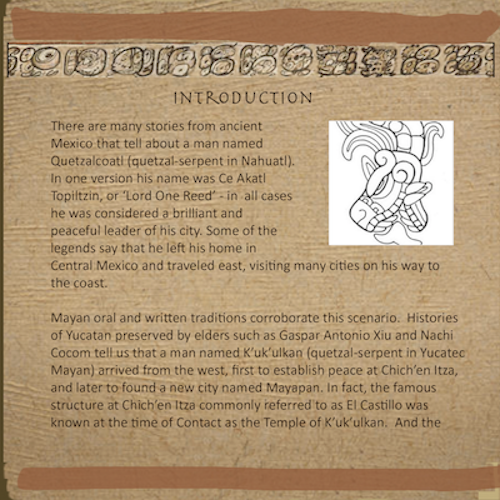 INTRODUCTION
There are many stories from ancient
Mexico that tell about a man named
Quetzalcoatl (quetzal-serpent in Nahuatl).
In one version his name was Ce Akatl
Topiltzin, or 'Lord One Reed' - in  all cases
he was considered a brilliant and
peaceful leader of his city. Some of the
legends say that he left his home in
Central Mexico and traveled east, visiting many cities on his way to
the coast.
Mayan oral and written traditions corroborate this scenario.  Histories
of Yucatan preserved by elders such as Gaspar Antonio Xiu and Nachi
Cocom tell us that a man named K'uk'ulkan (quetzal-serpent in Yucatec
Mayan) arrived from the west, first to establish peace at Chich'en Itza,
and later to found a new city named Mayapan. In fact, the famous
structure at Chich'en Itza commonly referred to as El Castillo was
known at the time of Contact as the Temple of K'uk'ulkan.  And the